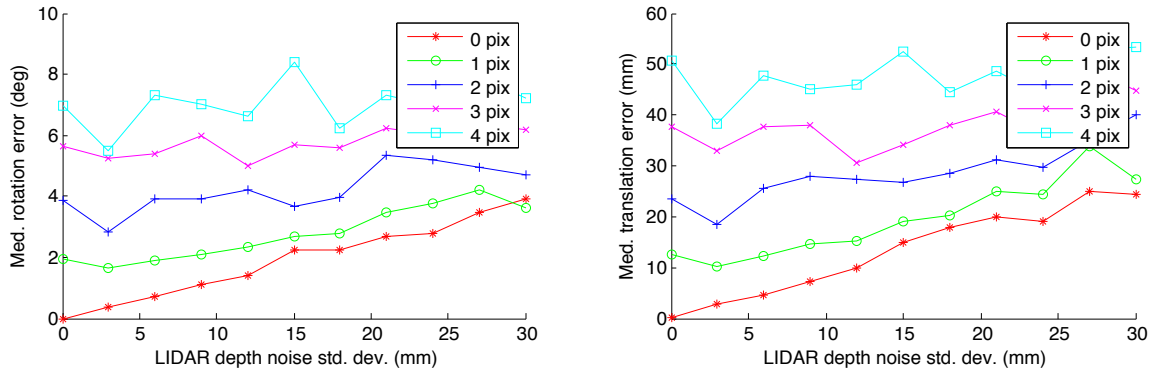 10
8
6
4
2
0
Med. rotation error (deg)
0 5 10 15 20 25 30
LIDAR depth noise std. dev. (mm)
0 pix
1 pix
2 pix
3 pix
4 pix
60
50
40
30
20
10
0
Med. translation error (mm)
0 5 10 15 20 25 30
LIDAR depth noise std. dev. (mm)
0 pix
1 pix
2 pix
3 pix
4 pix